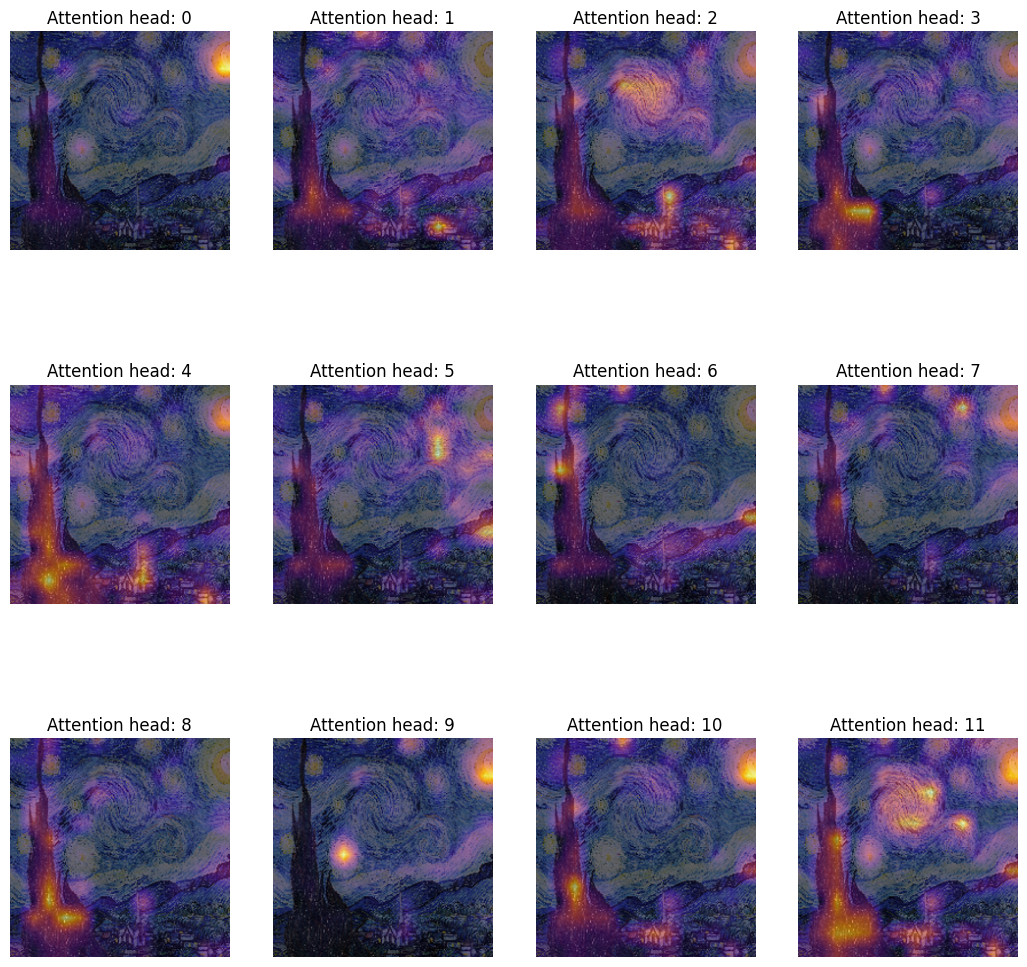 Attention head: 0
Attention head: 1
Attention head: 2
Attention head: 3
Attention head: 4
Attention head: 5
Attention head: 6
Attention head: 7
Attention head: 8
Attention head: 9
Attention head: 10
Attention head: 11